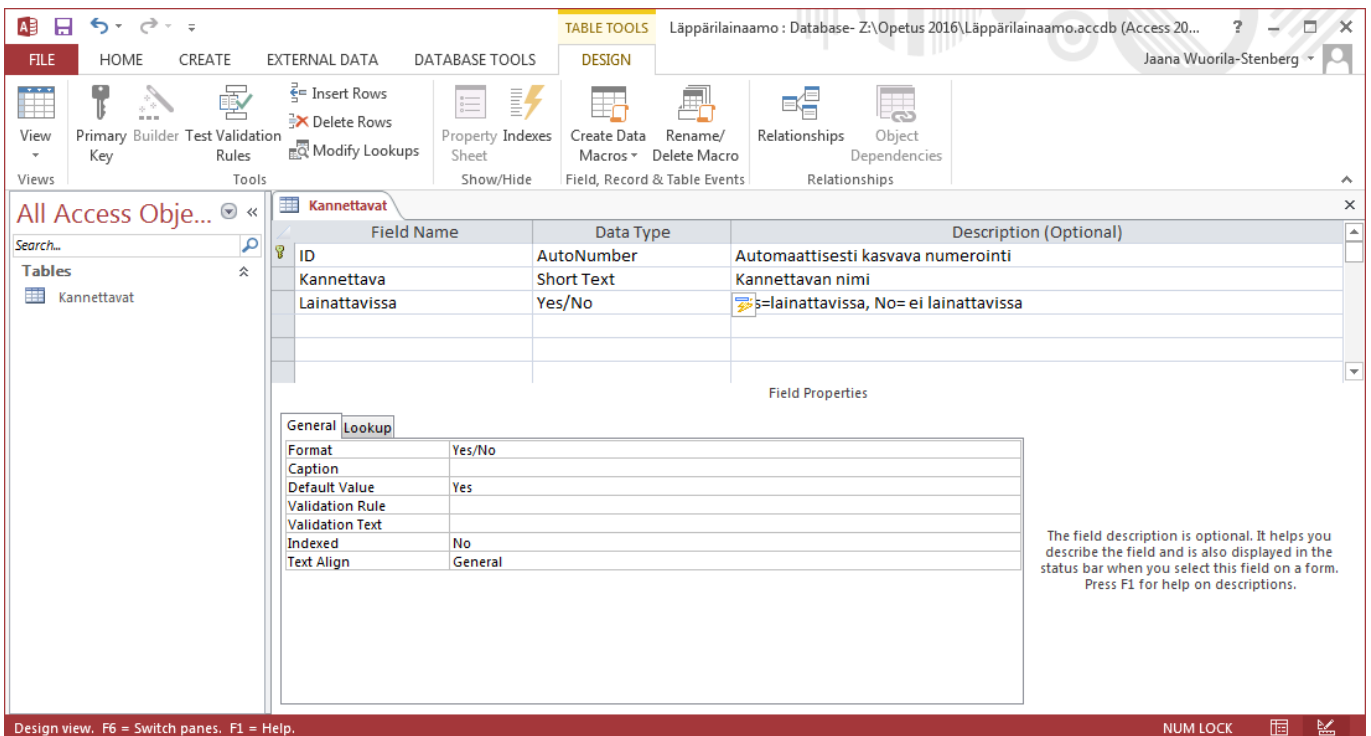 TABLE TOOLS Läppärilainaamo : Database- Z:\Opetus 2016\Läppärilainaamo.accdb (Access 20... ?
FILE HOME CREATE EXTERNAL DATA DATABASE TOOLS DESIGN Jaana Wuorila-Stenberg
View
Primary Key
Builder
Test Validation Rules
Insert Rows
Delete Rows
Modify Lookups
Property Sheet
Indexes
Create Data Macros
Rename/ Delete Macro
Relationships
Object Dependencies
Views Tools Show/Hide Field, Record & Table Events Relationships
All Access Obje... «
Search...
Tables
Kannettavat
Kannettavat
Field Name Data Type Description (Optional)
ID AutoNumber Automaattisesti kasvava numerointi
Kannettava Short Text Kannettavan nimi
Lainattavissa Yes/No s=lainattavissa, No= ei lainattavissa
Field Properties
General Lookup
Format Yes/No
Caption
Default Value Yes
Validation Rule
Validation Text
Indexed No
Text Align General
The field description is optional. It helps you
describe the field and is also displayed in the
status bar when you select this field on a form.
Press F1 for help on descriptions.
Design view. F6 = Switch panes. F1 = Help. NUM LOCK